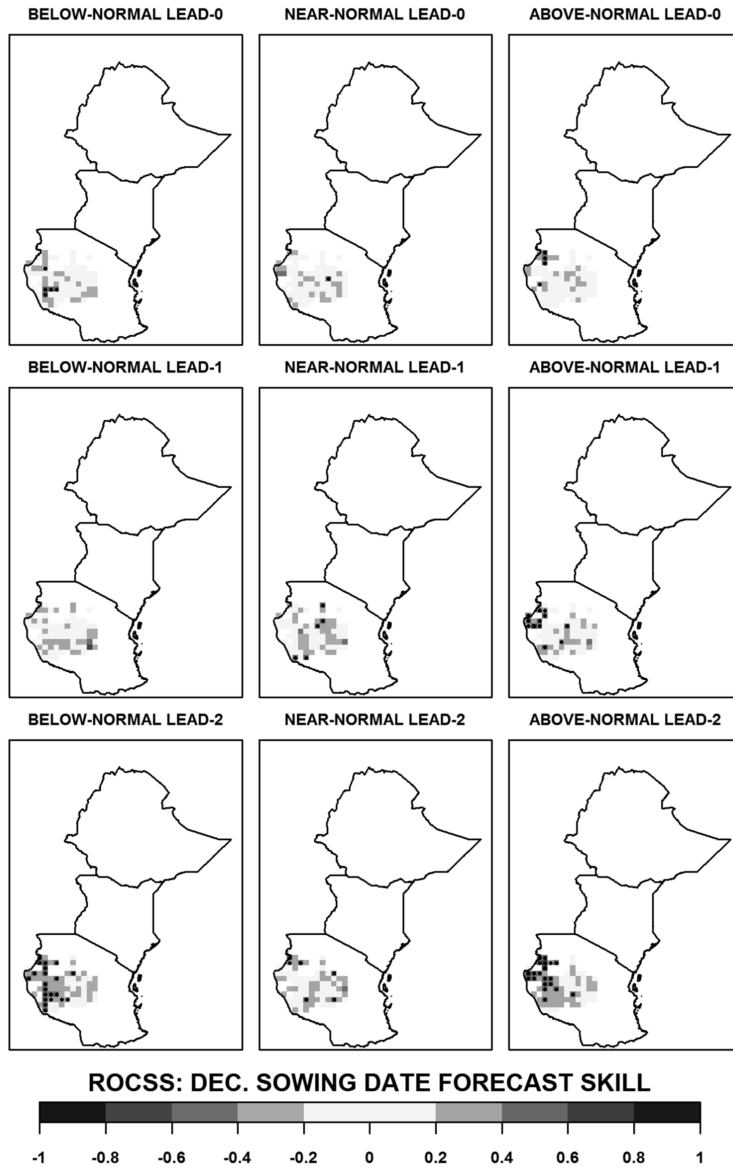 BELOW-NORMAL LEAD-0 NEAR-NORMAL LEAD-0 ABOVE-NORMAL LEAD-0
BELOW-NORMAL LEAD-1 NEAR-NORMAL LEAD-1 ABOVE-NORMAL LEAD-1
BELOW-NORMAL LEAD-2 NEAR-NORMAL LEAD-2 ABOVE-NORMAL LEAD-2
ROCSS: DEC. SOWING DATE FORECAST SKILL
-1 -0.8 -0.6 -0.4 -0.2 0 0.2 0.4 0.6 0.8 1